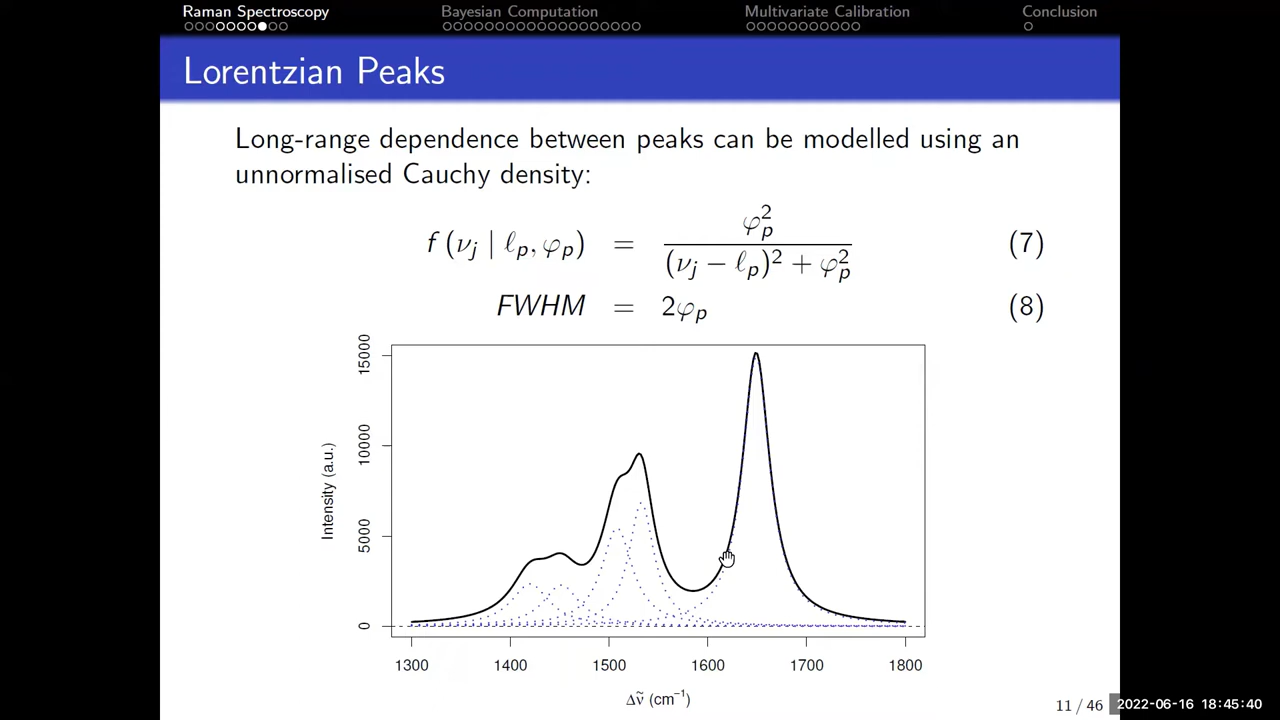 Raman Spectroscopy Bayesian Computation Multivariate Calibration Conclusion
Lorentzian Peaks
Long-range dependence between peaks can be modelled using an
unnormalised Cauchy density:
f (νj | ℓp, φp) = φp² / ((νj − ℓp)² + φp²) (7)
FWHM = 2φp (8)
Intensity (a.u.)
15000
10000
5000
0
1300 1400 1500 1600 1700 1800
Δν̃ (cm⁻¹)
11 / 46
2022-06-16 18:45:40